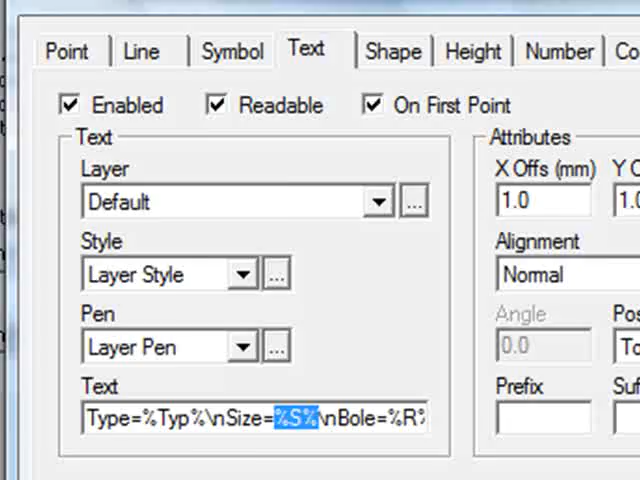 Point Line Symbol Text Shape Height Number
Enabled Readable On First Point
Text Attributes
Layer X Offs (mm)
Default ... 1.0
Style Alignment
Layer Style ... Normal
Pen Angle
Layer Pen ... 0.0
Text Prefix
Type=%Typ%\nSize=%S%\nBole=%R%